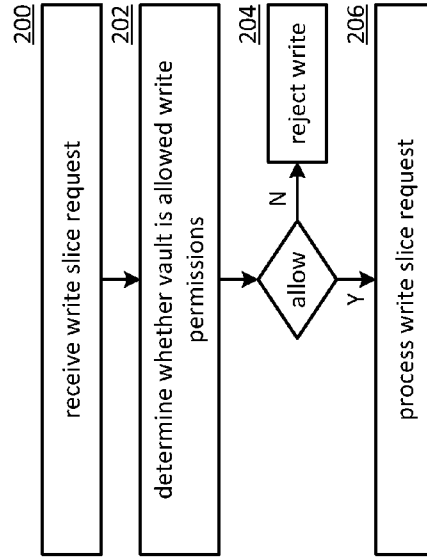 200
receive write slice request
202
determine whether vault is allowed write
permissions
204
reject write
allow
N
Y
206
process write slice request